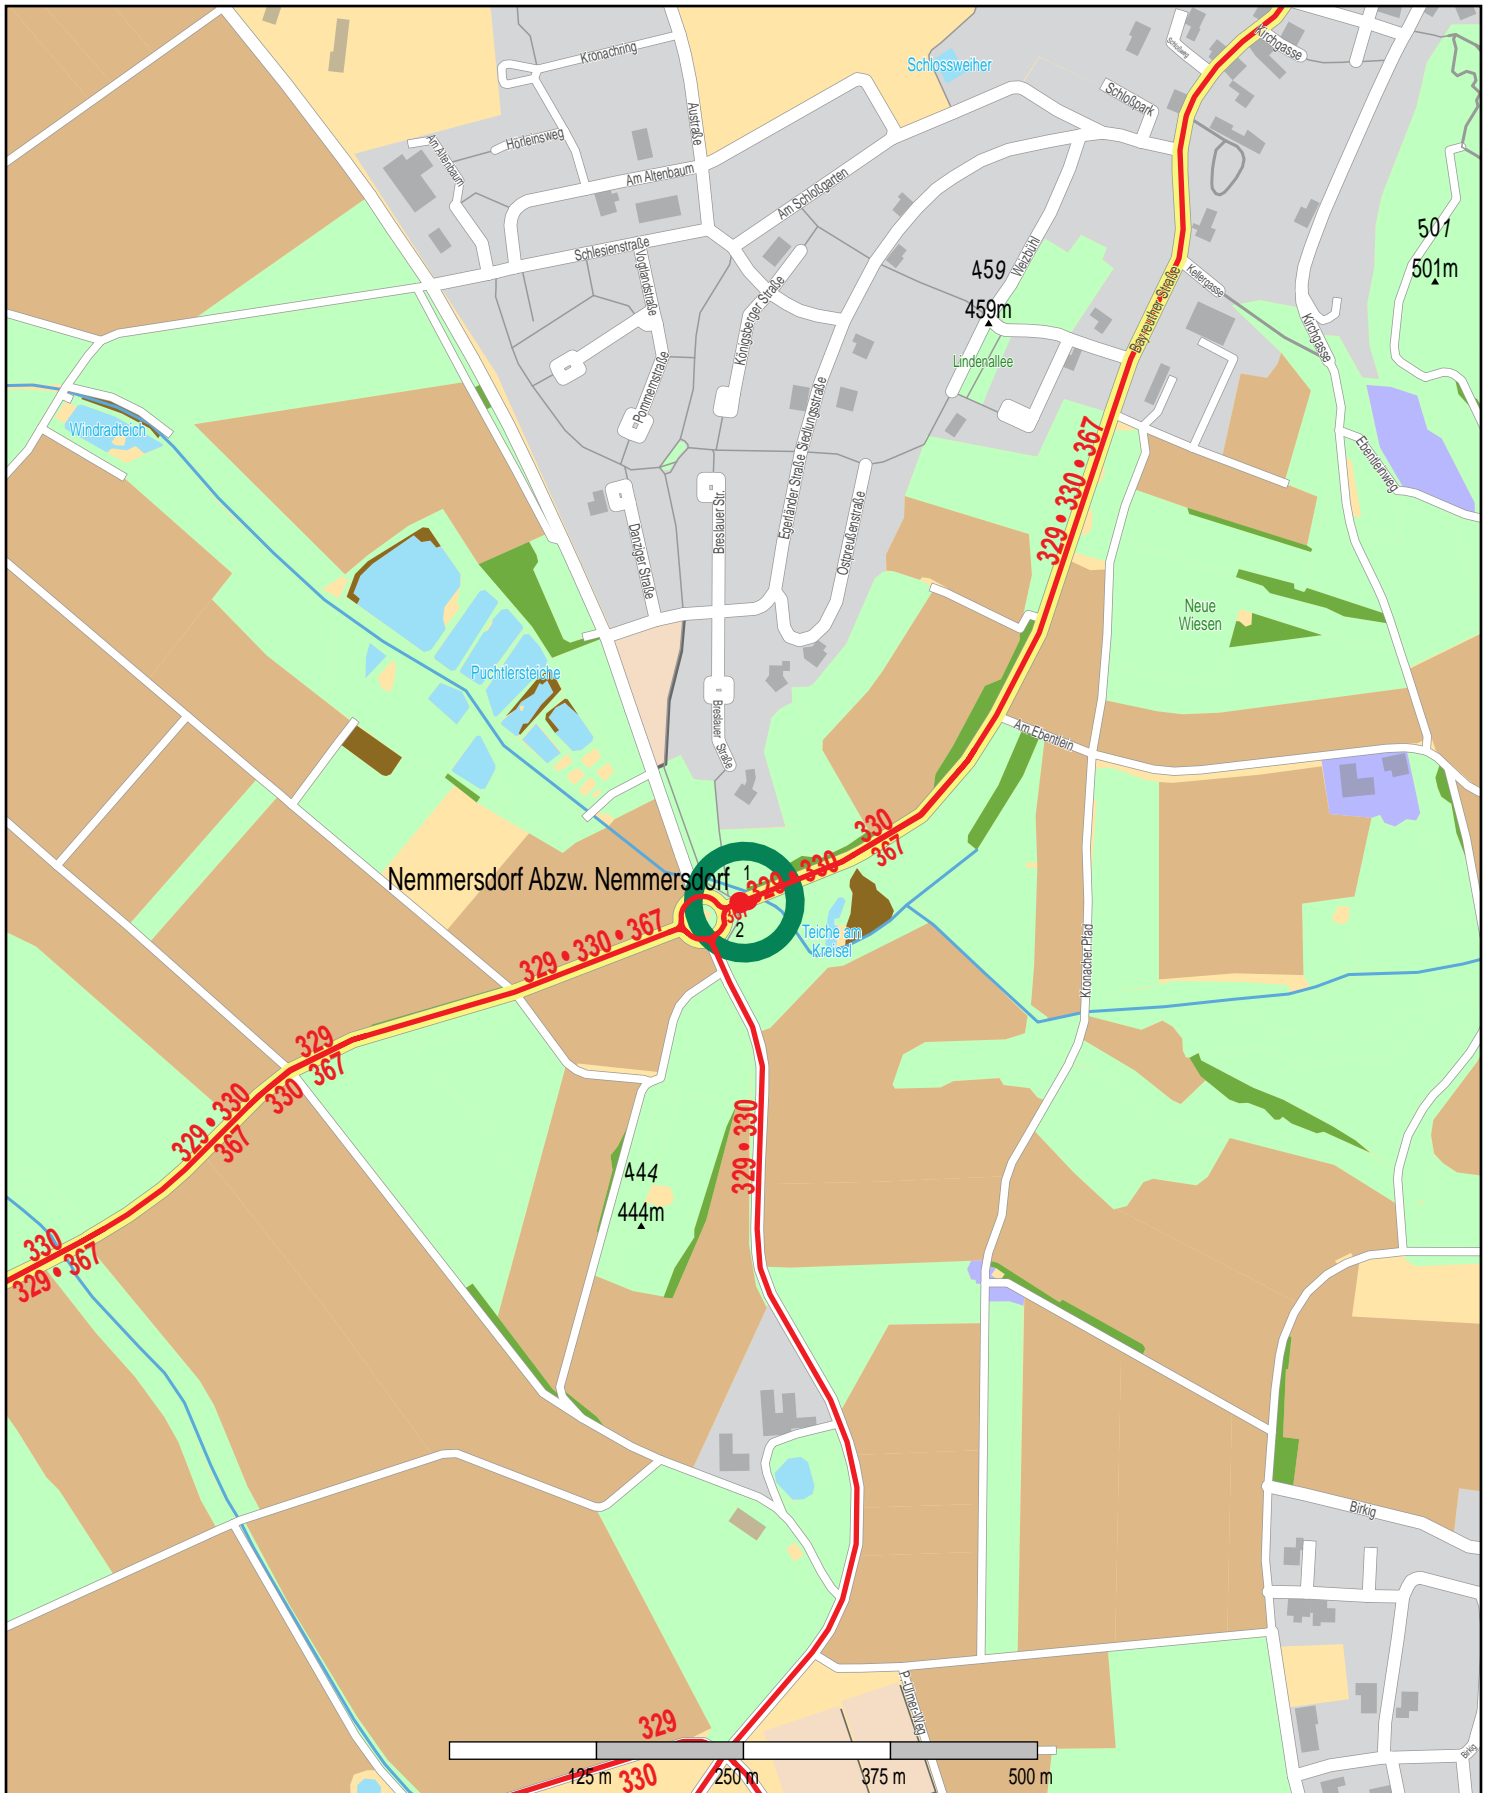 Kirchgasse
Kronachring
Schloßweg
Schlossweiher
Schloßpark
Austraße
Hörleinsweg
Am Altenbaum
Am Altenbaum
Am Schloßgarten
501
501m
Schlesienstraße
Vogtlandstraße
459
Weizbühl
459m
Kellergasse
Königsberger Straße
Bayreuther Straße
Kirchgasse
Lindenallee
Pommernstraße
Windradteich
Egerländer Straße Siedlungsstraße
329 • 330 • 367
Ebentleinweg
Breslauer Str.
Danziger Straße
Ostpreußenstraße
Neue
Wiesen
Puchtlersteiche
Breslauer Straße
Am Ebentlein
330
367
Nemmersdorf Abzw. Nemmersdorf
1
329 • 330
367
2
Teiche am
Kreisel
329 • 330 • 367
Kronacher Pfad
329
330
367
329 • 330
367
329 • 330
444
444m
330
329 • 367
Birkig
P.-Ulmer-Weg
329
330
Birkig
125 m
250 m
375 m
500 m